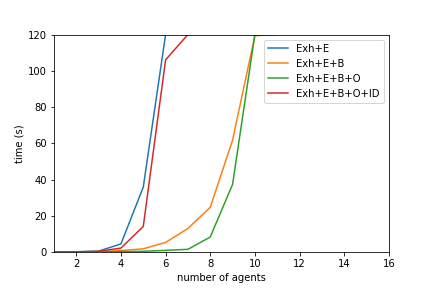 120
100
80
60
40
20
0
time (s)
2 4 6 8 10 12 14 16
number of agents
Exh+E
Exh+E+B
Exh+E+B+O
Exh+E+B+O+ID